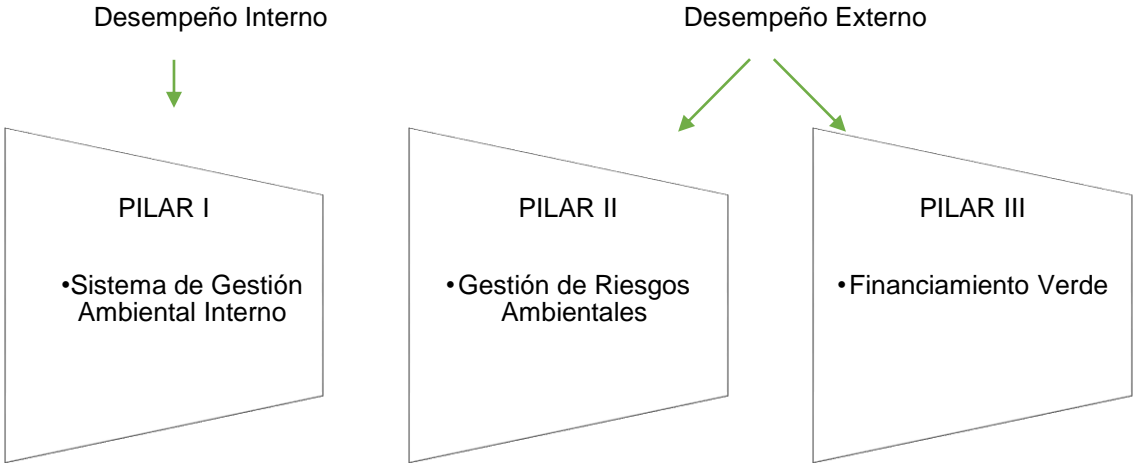 Desempeño Interno
Desempeño Externo
PILAR I
•Sistema de Gestión
Ambiental Interno
PILAR II
•Gestión de Riesgos
Ambientales
PILAR III
•Financiamiento Verde